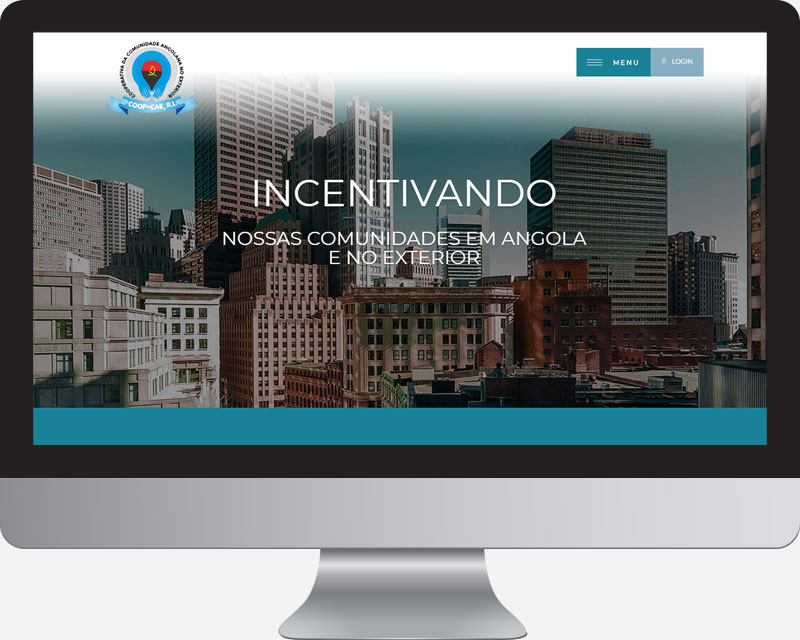 COOPERATIVA DA COMUNIDADE ANGOLANA NO EXTERIOR
COOP-CAE, R.L.
MENU
LOGIN
INCENTIVANDO
NOSSAS COMUNIDADES EM ANGOLA
E NO EXTERIOR